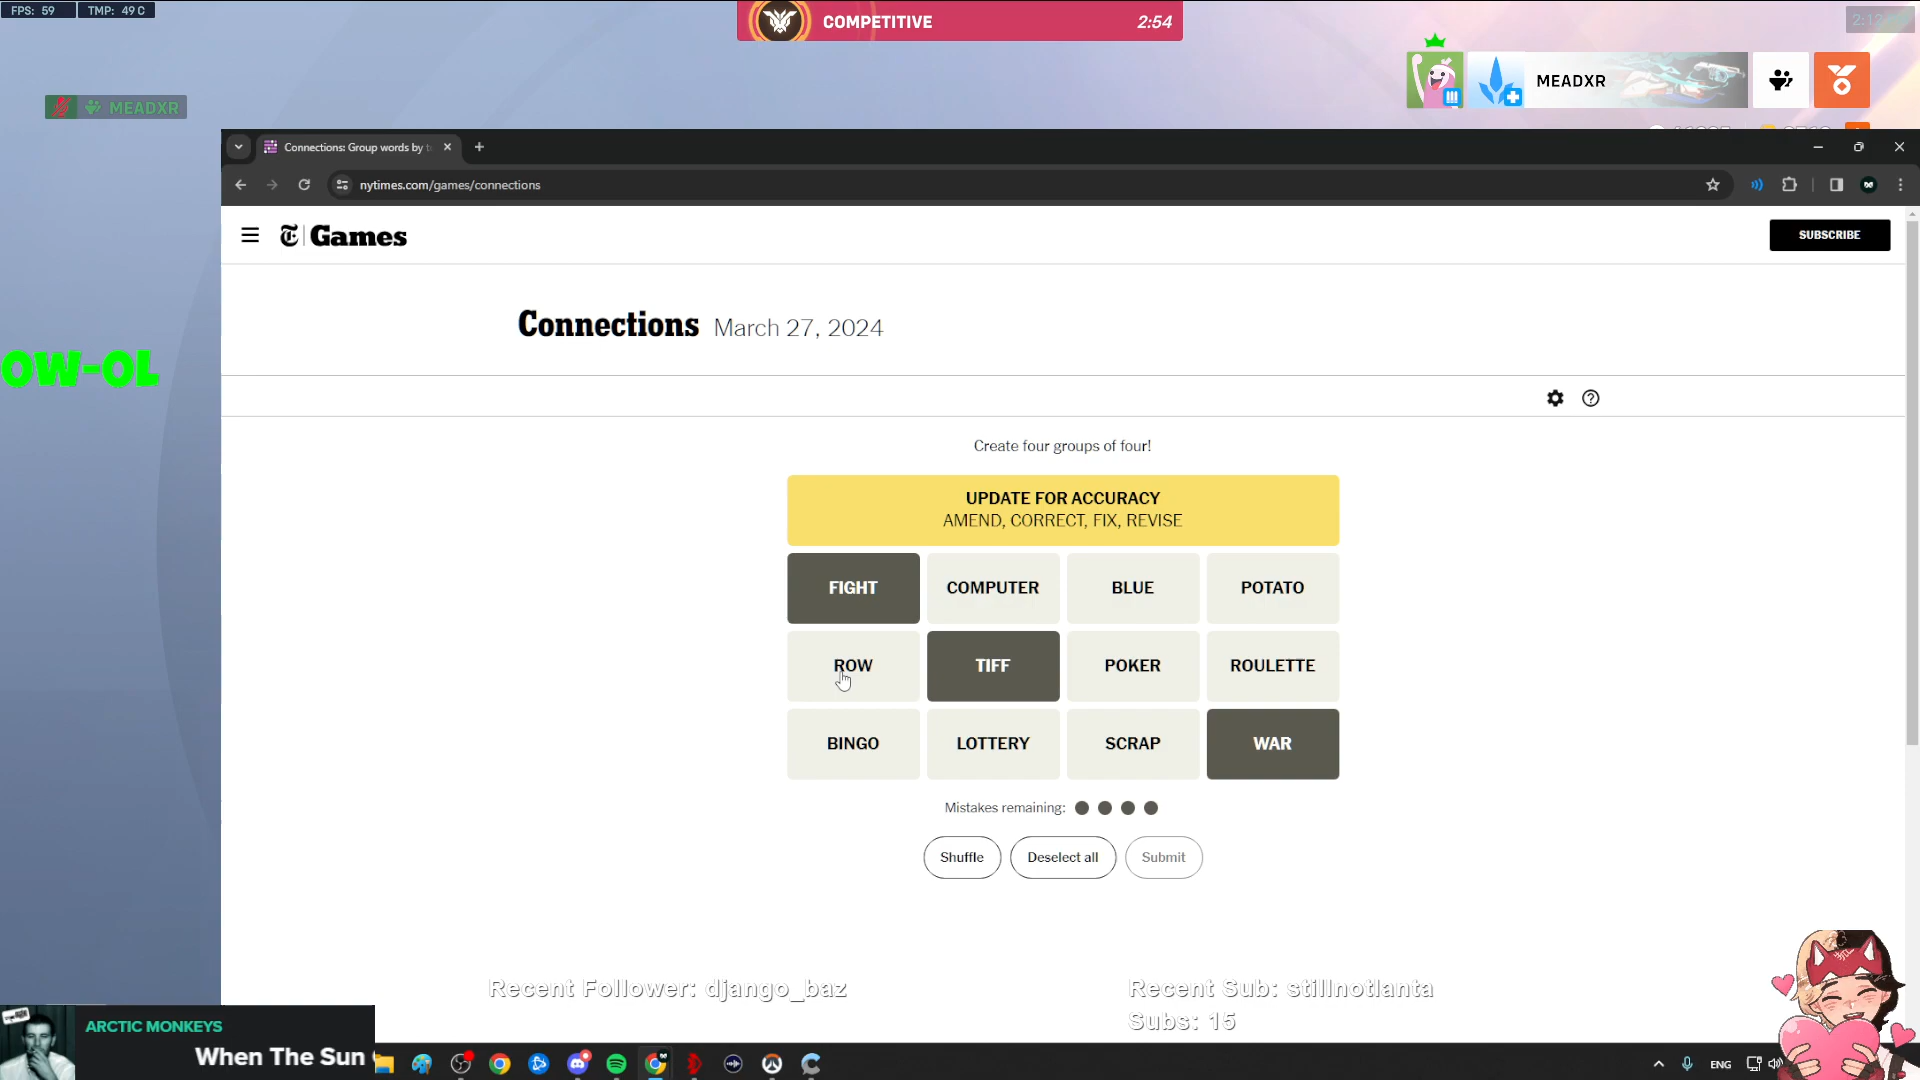 FPS: 59
TMP: 49 C
COMPETITIVE
2:54
MEADXR
MEADXR
Connections: Group words by
nytimes.com/games/connections
Games
SUBSCRIBE
Connections March 27, 2024
OW-OL
Create four groups of four!
UPDATE FOR ACCURACY
AMEND, CORRECT, FIX, REVISE
FIGHT
COMPUTER
BLUE
POTATO
ROW
TIFF
POKER
ROULETTE
BINGO
LOTTERY
SCRAP
WAR
Mistakes remaining:
Shuffle
Deselect all
Submit
Recent Follower: django_baz
Recent Sub: stillnotlanta
Subs: 15
ARCTIC MONKEYS
When The Sun
ENG